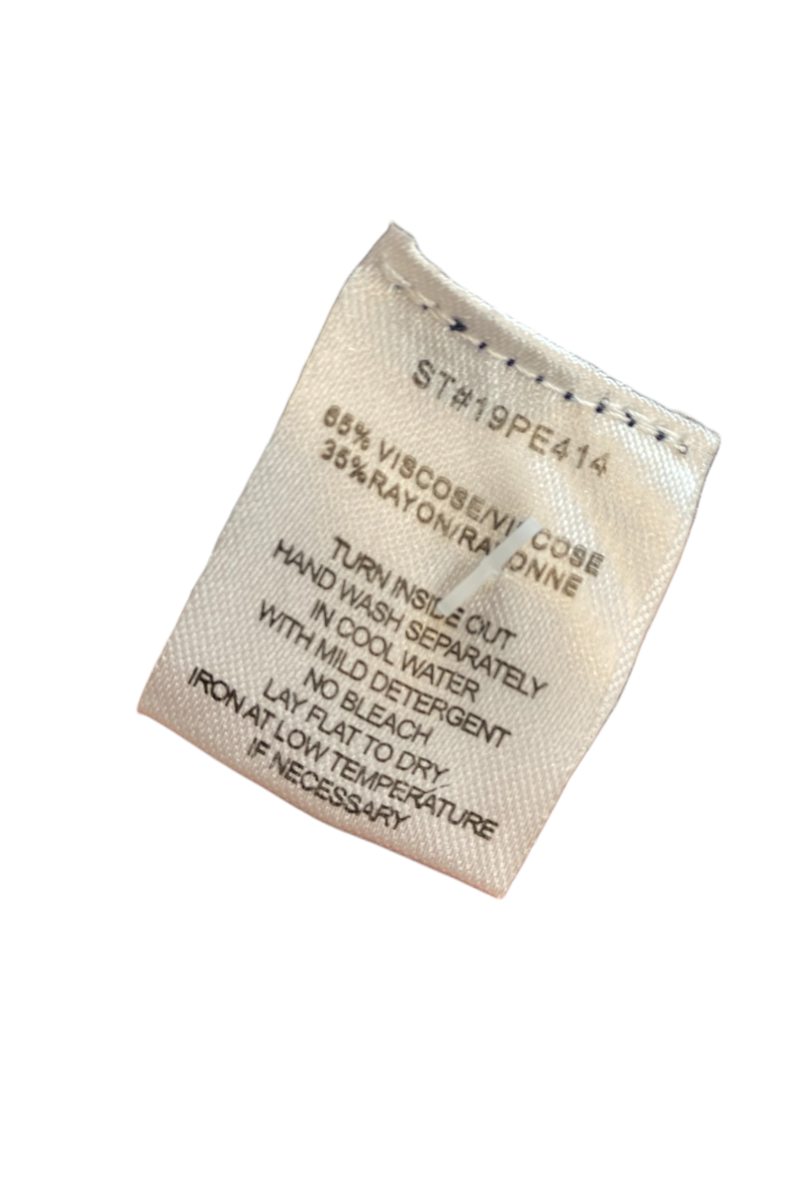 ST#19PE414
65% VISCOSE/VISCOSE
35%RAYON/RAYONNE
TURN INSIDE OUT
HAND WASH SEPARATELY
IN COOL WATER
WITH MILD DETERGENT
NO BLEACH
LAY FLAT TO DRY
IRON AT LOW TEMPERATURE
IF NECESSARY